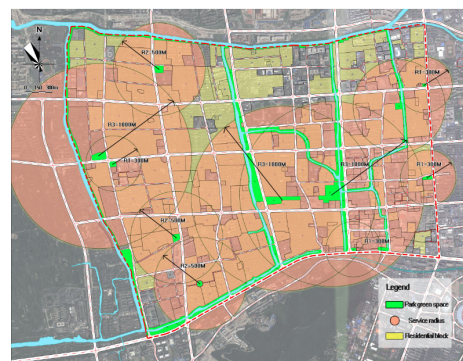 N
R2=500M
R1=300M
R3=1000M
R1=300M
R3=1000M
R3=1000M
R1=300M
R2=500M
R1=300M
R2=500M
Legend
Park green space
Service radius
Residential block